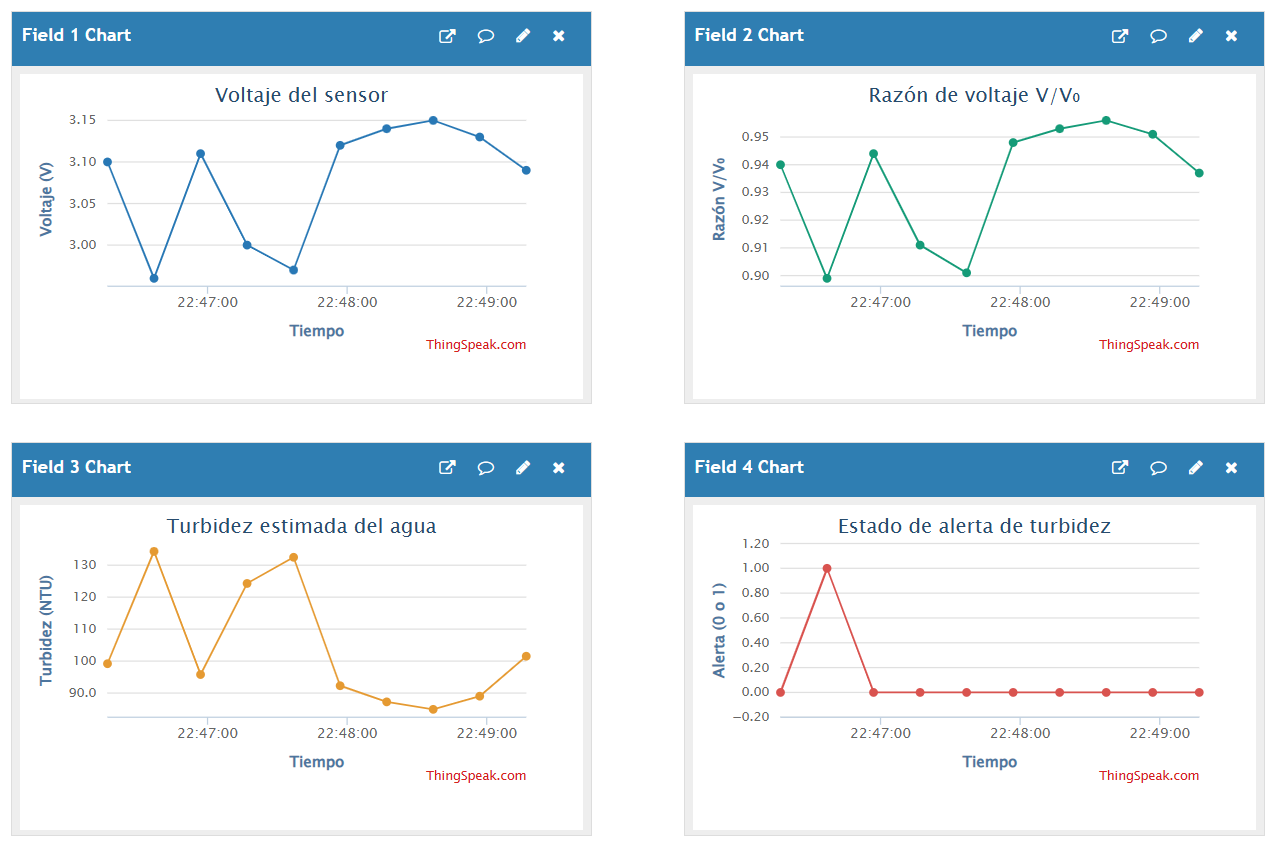 Field 1 Chart
Voltaje del sensor
Voltaje (V)
3.15
3.10
3.05
3.00
22:47:00 22:48:00 22:49:00
Tiempo
ThingSpeak.com
Field 2 Chart
Razón de voltaje V/V₀
Razón V/V₀
0.95
0.94
0.93
0.92
0.91
0.90
22:47:00 22:48:00 22:49:00
Tiempo
ThingSpeak.com
Field 3 Chart
Turbidez estimada del agua
Turbidez (NTU)
130
120
110
100
90.0
22:47:00 22:48:00 22:49:00
Tiempo
ThingSpeak.com
Field 4 Chart
Estado de alerta de turbidez
Alerta (0 o 1)
1.20
1.00
0.80
0.60
0.40
0.20
0.00
−0.20
22:47:00 22:48:00 22:49:00
Tiempo
ThingSpeak.com